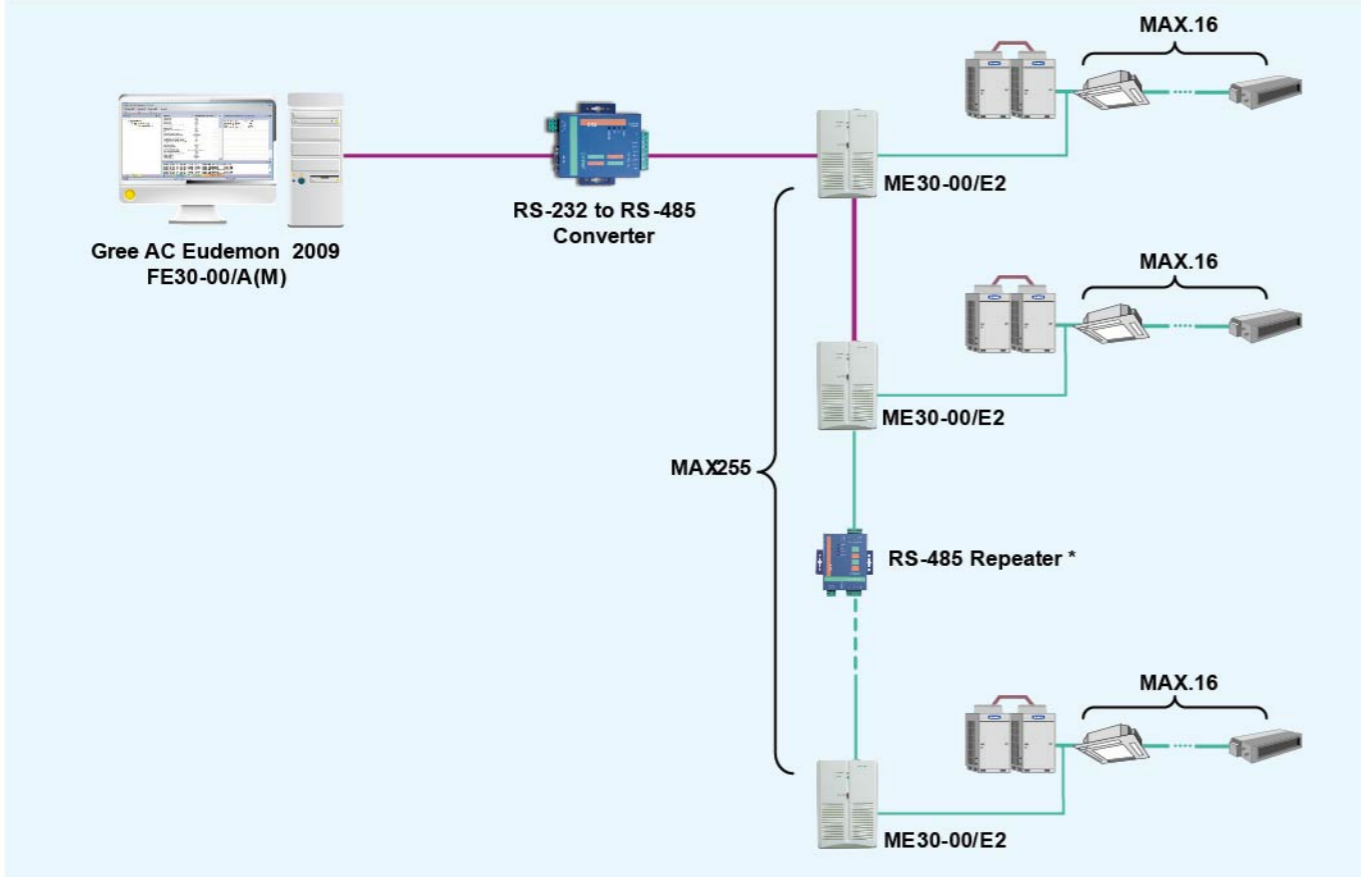 MAX.16
ME30-00/E2
RS-232 to RS-485
Converter
Gree AC Eudemon 2009
FE30-00/A(M)
MAX.16
ME30-00/E2
MAX255
RS-485 Repeater *
MAX.16
ME30-00/E2